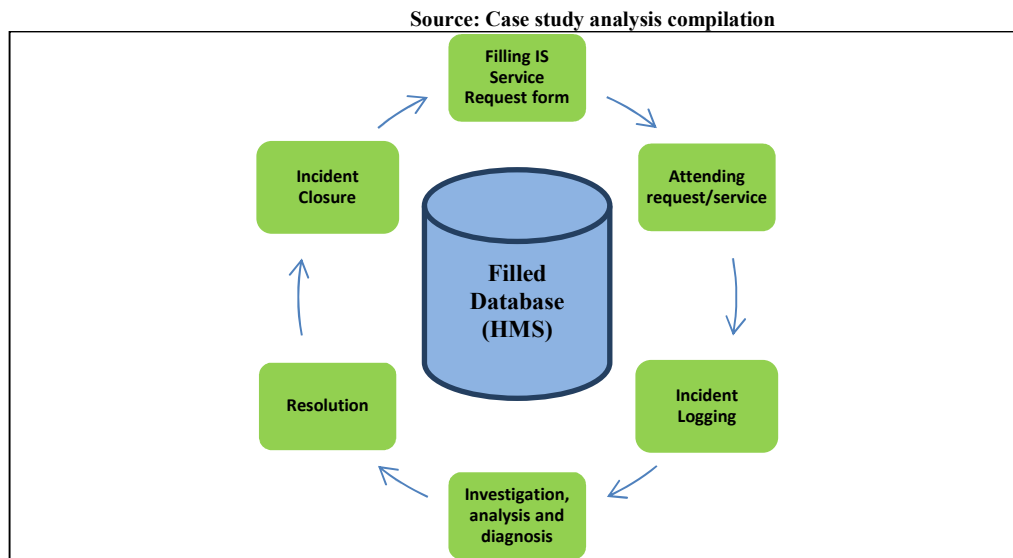 Source: Case study analysis compilation
Filling IS
Service
Request form
Attending
request/service
Incident
Logging
Investigation,
analysis and
diagnosis
Resolution
Incident
Closure
Filled
Database
(HMS)